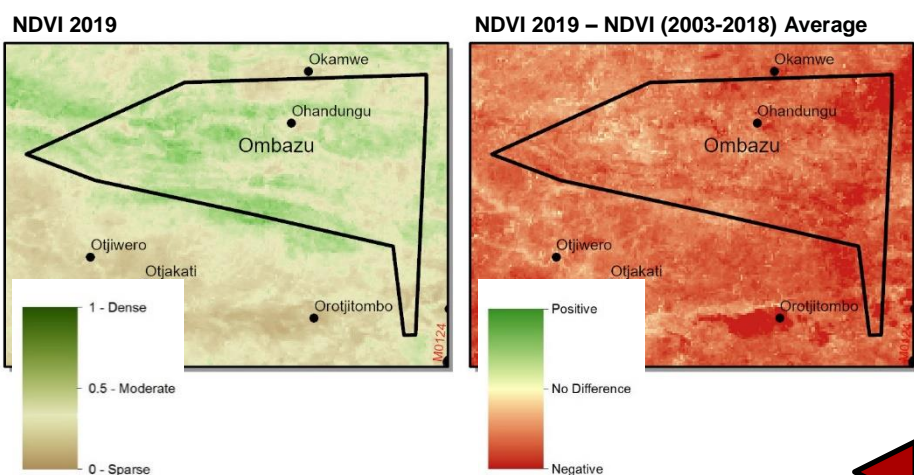 NDVI 2019
Okamwe
Ohandungu
Ombazu
Otjiwero
Otjakati
Orotjitombo
M0124
1 - Dense
0.5 - Moderate
0 - Sparse
NDVI 2019 – NDVI (2003-2018) Average
Okamwe
Ohandungu
Ombazu
Otjiwero
Otjakati
Orotjitombo
M0124
Positive
No Difference
Negative